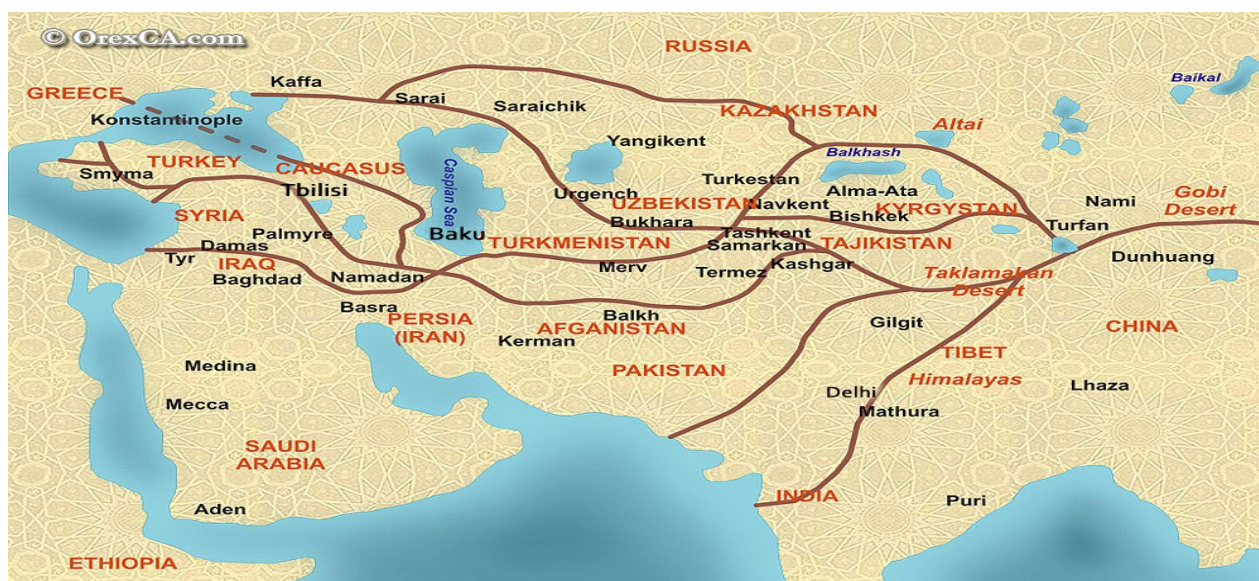 © OrexCA.com
RUSSIA
Baikal
Kaffa
GREECE
Sarai
Saraichik
KAZAKHSTAN
Konstaminople
Altai
Yangikent
Balkhash
TURKEY
CAUCASUS
Smyma
Caspian Sea
Turkestan
Tbilisi
Alma-Ata
Urgench
UZBEKISTAN
Navkent
KYRGYSTAN
Nami
Gobi
Desert
SYRIA
Bukhara
Bishkek
Turfan
Palmyre
Baku
Tashkent
Damas
TURKMENISTAN
Samarkan
TAJIKISTAN
Tyr
IRAQ
Dunhuang
Merv
Kashgar
Baghdad
Namadan
Termez
Taklamakan
Desert
Basra
PERSIA
(IRAN)
Balkh
AFGANISTAN
Gilgit
CHINA
Kerman
TIBET
Medina
PAKISTAN
Himalayas
Lhaza
Delhi
Mecca
Mathura
SAUDI
ARABIA
INDIA
Puri
Aden
ETHIOPIA